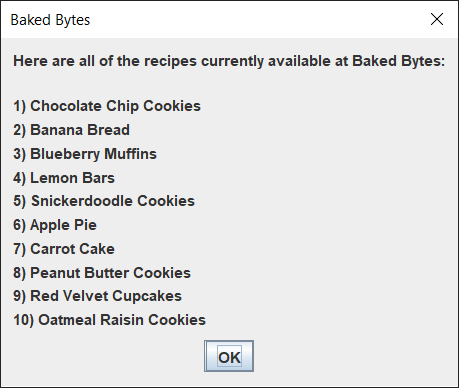 Baked Bytes
Here are all of the recipes currently available at Baked Bytes:
1) Chocolate Chip Cookies
2) Banana Bread
3) Blueberry Muffins
4) Lemon Bars
5) Snickerdoodle Cookies
6) Apple Pie
7) Carrot Cake
8) Peanut Butter Cookies
9) Red Velvet Cupcakes
10) Oatmeal Raisin Cookies
OK